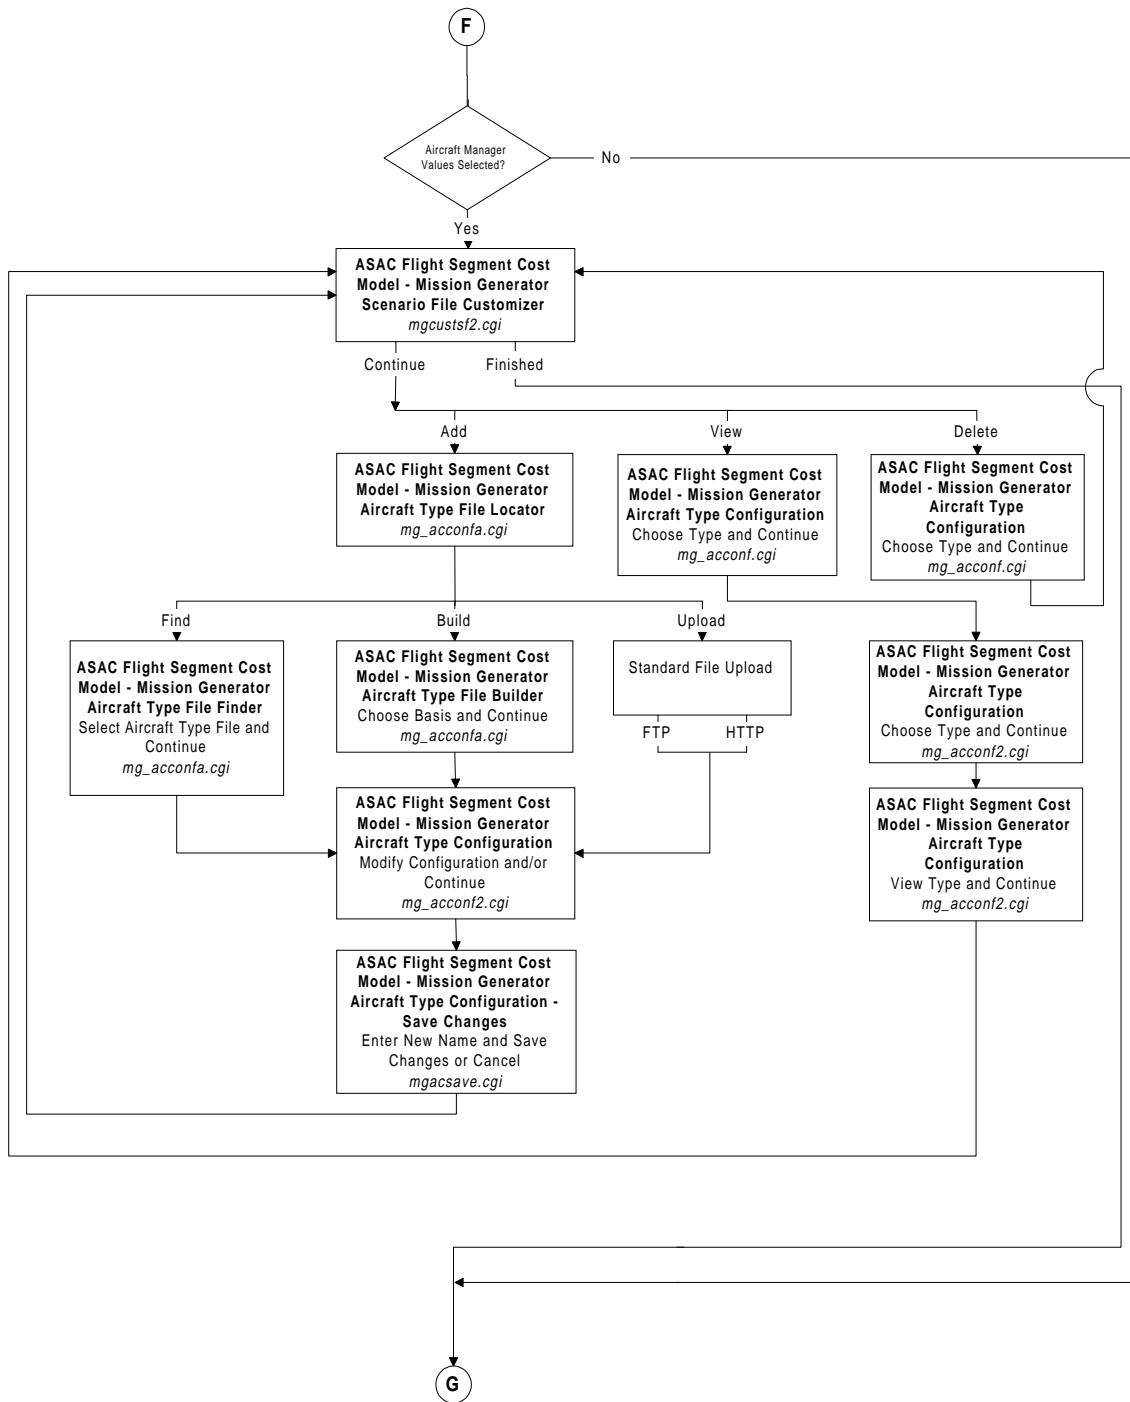 F
Aircraft Manager
Values Selected?
No
Yes
ASAC Flight Segment Cost
Model - Mission Generator
Scenario File Customizer
mgcustsf2.cgi
Continue
Finished
Add
View
Delete
ASAC Flight Segment Cost
Model - Mission Generator
Aircraft Type File Locator
mg_acconfa.cgi
ASAC Flight Segment Cost
Model - Mission Generator
Aircraft Type Configuration
Choose Type and Continue
mg_acconf.cgi
ASAC Flight Segment Cost
Model - Mission Generator
Aircraft Type
Configuration
Choose Type and Continue
mg_acconf.cgi
Find
Build
Upload
ASAC Flight Segment Cost
Model - Mission Generator
Aircraft Type File Finder
Select Aircraft Type File and
Continue
mg_acconfa.cgi
ASAC Flight Segment Cost
Model - Mission Generator
Aircraft Type File Builder
Choose Basis and Continue
mg_acconfa.cgi
Standard File Upload
FTP
HTTP
ASAC Flight Segment Cost
Model - Mission Generator
Aircraft Type
Configuration
Choose Type and Continue
mg_acconf2.cgi
ASAC Flight Segment Cost
Model - Mission Generator
Aircraft Type Configuration
Modify Configuration and/or
Continue
mg_acconf2.cgi
ASAC Flight Segment Cost
Model - Mission Generator
Aircraft Type
Configuration
View Type and Continue
mg_acconf2.cgi
ASAC Flight Segment Cost
Model - Mission Generator
Aircraft Type Configuration -
Save Changes
Enter New Name and Save
Changes or Cancel
mgacsave.cgi
G